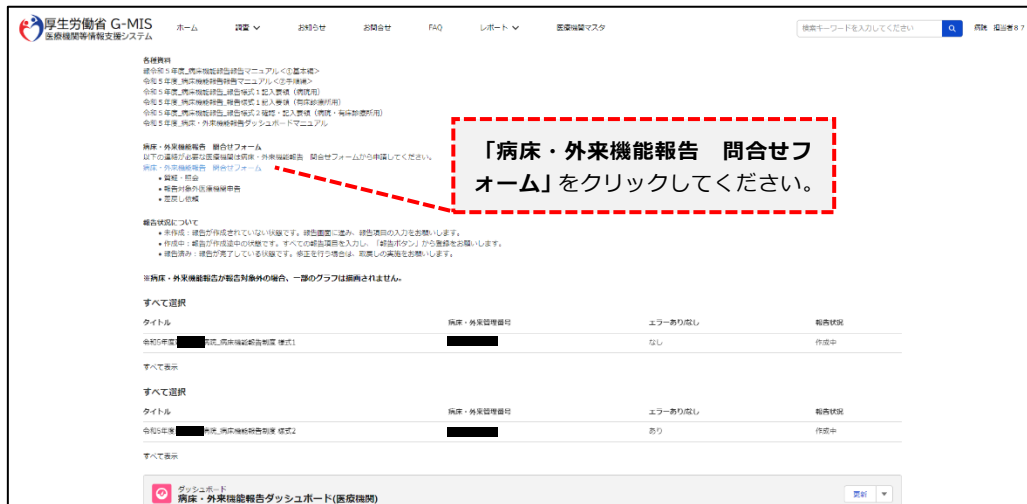 厚生労働省 G-MIS
医療機関等情報支援システム
ホーム 調査 お知らせ お問合せ FAQ レポート 医療機関マスタ 検索キーワードを入力してください 病院 担当者87
各種資料
令和5年度_病床機能報告報告マニュアル<①基本編>
令和5年度_病床機能報告報告マニュアル<②手順編>
令和5年度_病床機能報告_報告様式1記入要領（病院用）
令和5年度_病床機能報告_報告様式1記入要領（有床診療所用）
令和5年度_病床機能報告_報告様式2確認・記入要領（病院・有床診療所用）
令和5年度_病床・外来機能報告ダッシュボードマニュアル
病床・外来機能報告 問合せフォーム
以下の連絡が必要な医療機関は病床・外来機能報告 問合せフォームから申請してください。
病床・外来機能報告 問合せフォーム
• 質疑・照会
• 報告対象外医療機関申告
• 差戻し依頼
「病床・外来機能報告 問合せフ
ォーム」をクリックしてください。
報告状況について
• 未作成：報告が作成されていない状態です。報告画面に進み、報告項目の入力をお願いします。
• 作成中：報告が作成途中の状態です。すべての報告項目を入力し、「報告ボタン」から登録をお願いします。
• 報告済み：報告が完了している状態です。修正を行う場合は、取戻しの実施をお願いします。
※病床・外来機能報告が報告対象外の場合、一部のグラフは描画されません。
すべて選択
タイトル 病床・外来管理番号 エラーあり/なし 報告状況
令和5年度 病院_病床機能報告制度 様式1 なし 作成中
すべて表示
すべて選択
タイトル 病床・外来管理番号 エラーあり/なし 報告状況
令和5年度 病院_病床機能報告制度 様式2 あり 作成中
すべて表示
ダッシュボード
病床・外来機能報告ダッシュボード(医療機関) 更新